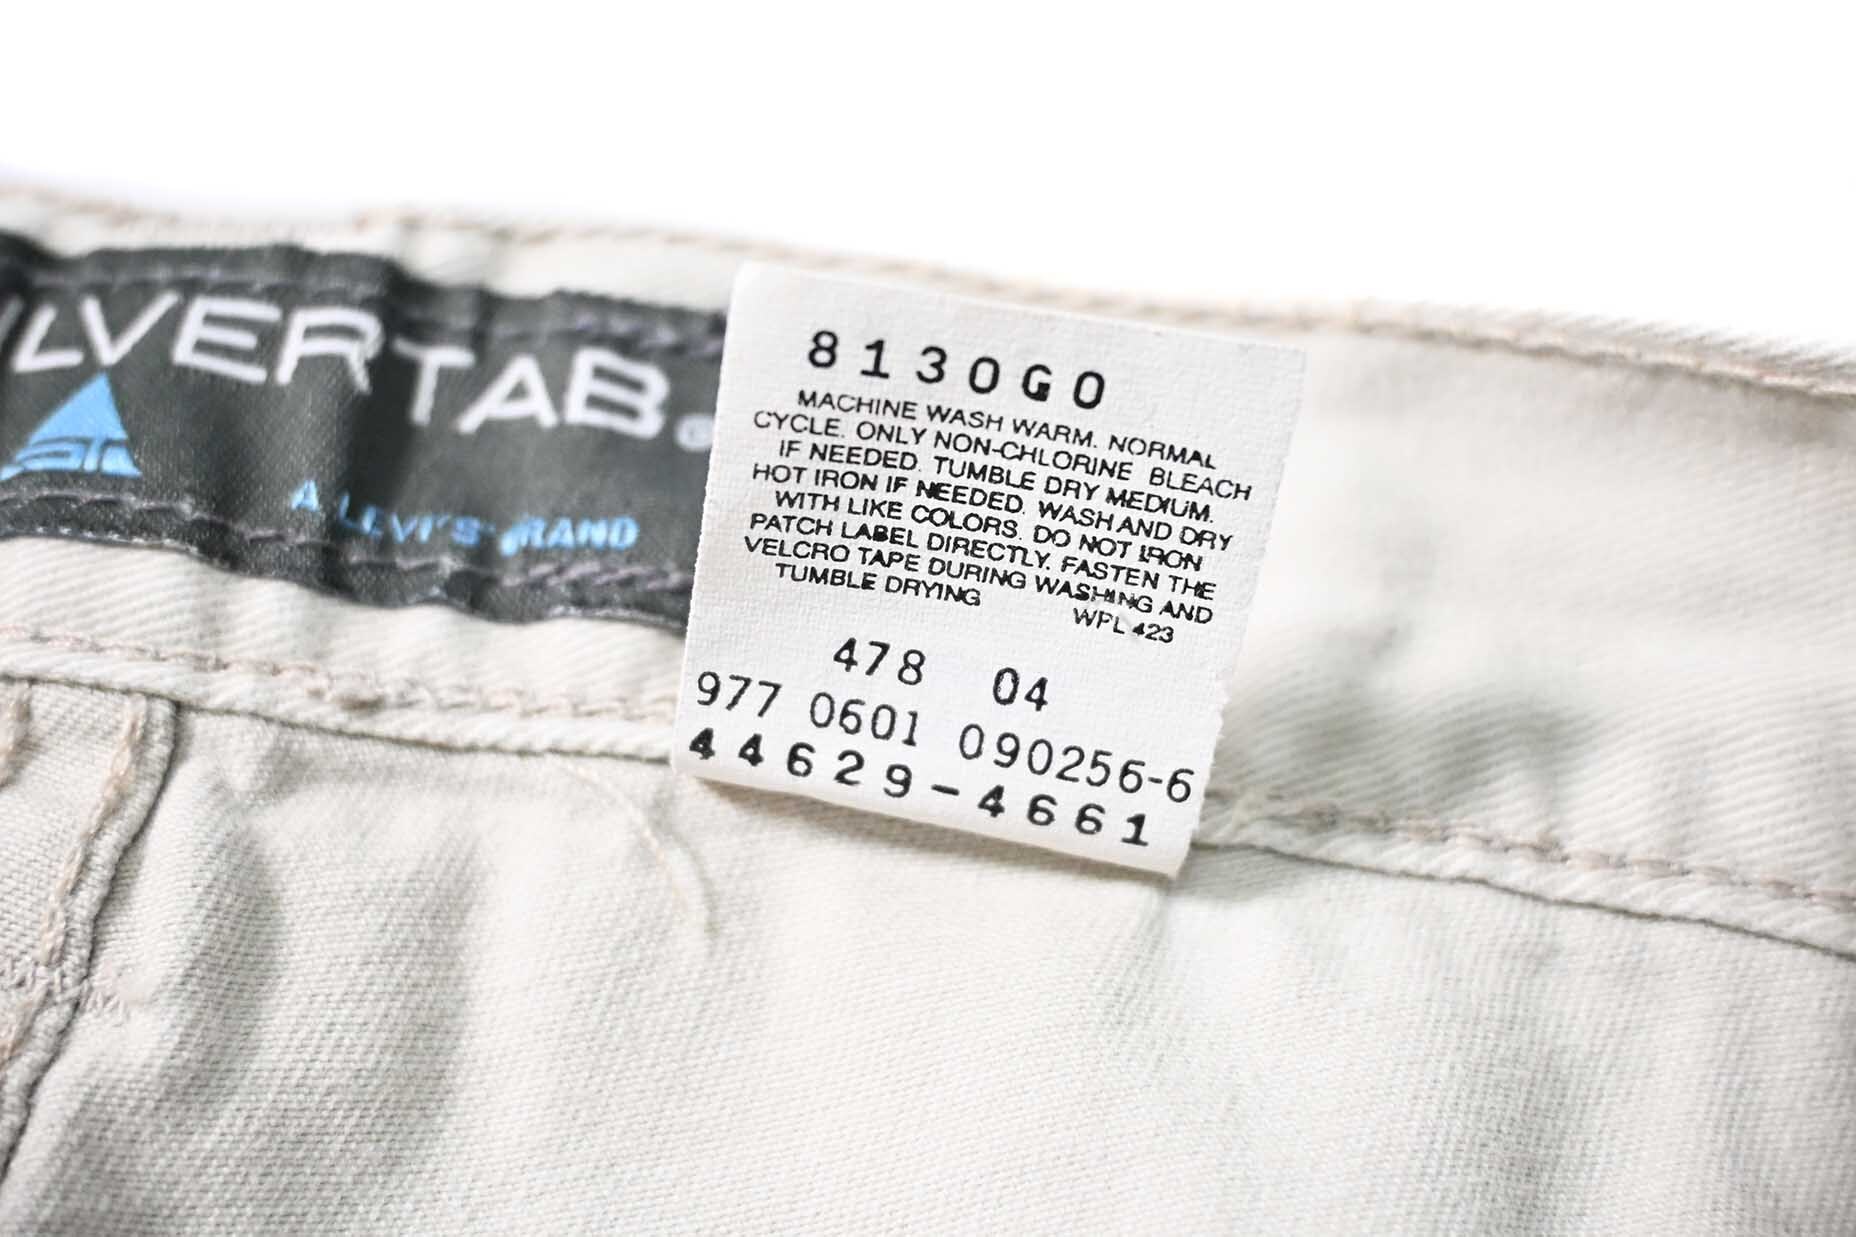 ILVERTAB®
A LEVI'S BRAND
8130G0
MACHINE WASH WARM. NORMAL
CYCLE. ONLY NON-CHLORINE BLEACH
IF NEEDED. TUMBLE DRY MEDIUM.
HOT IRON IF NEEDED. WASH AND DRY
WITH LIKE COLORS. DO NOT IRON
PATCH LABEL DIRECTLY. FASTEN THE
VELCRO TAPE DURING WASHING AND
TUMBLE DRYING
WPL 423
478 04
977 0601 090256-6
44629-4661